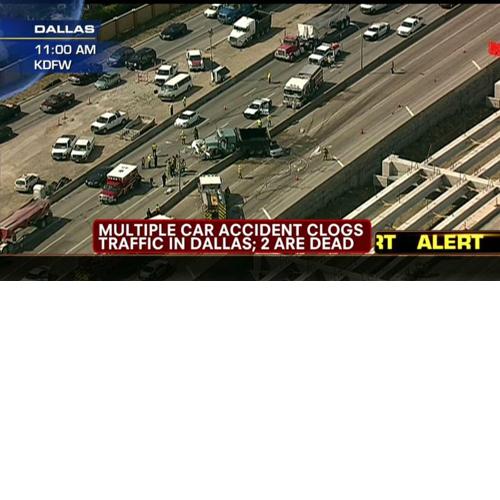 DALLAS
11:00 AM
KDFW
MULTIPLE CAR ACCIDENT CLOGS
TRAFFIC IN DALLAS; 2 ARE DEAD
RT ALERT